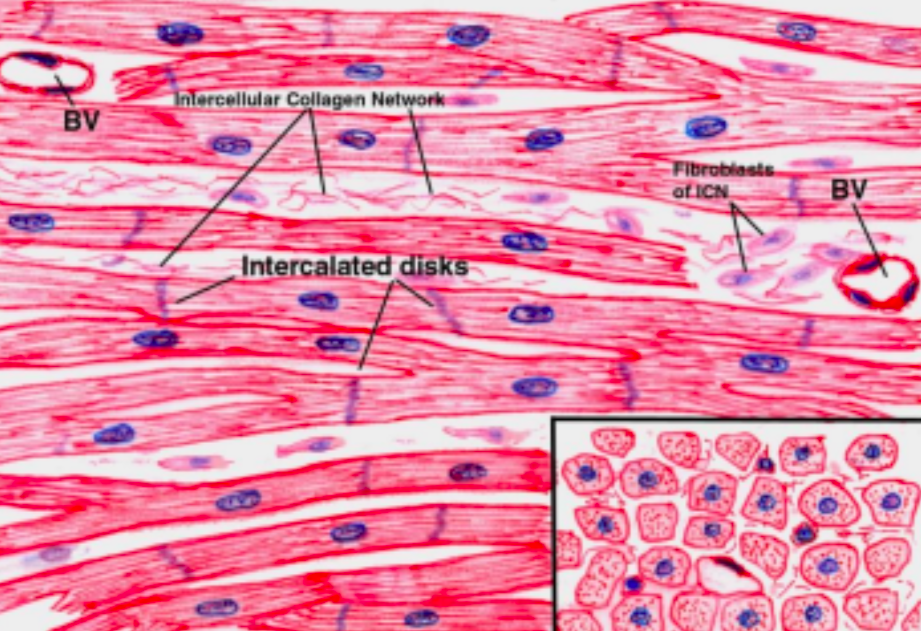 BV
Intercellular Collagen Network
Fibroblasts
of ICN
BV
Intercalated disks